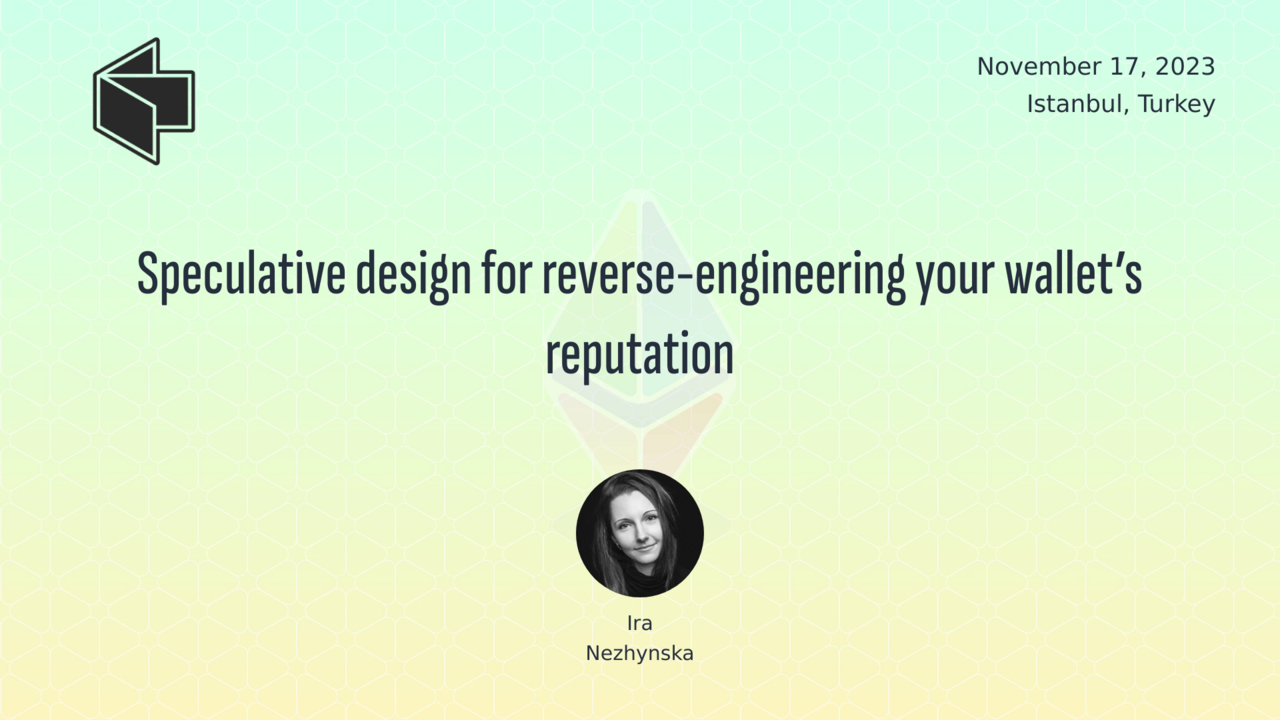 November 17, 2023
Istanbul, Turkey
Speculative design for reverse-engineering your wallet’s
reputation
Ira
Nezhynska